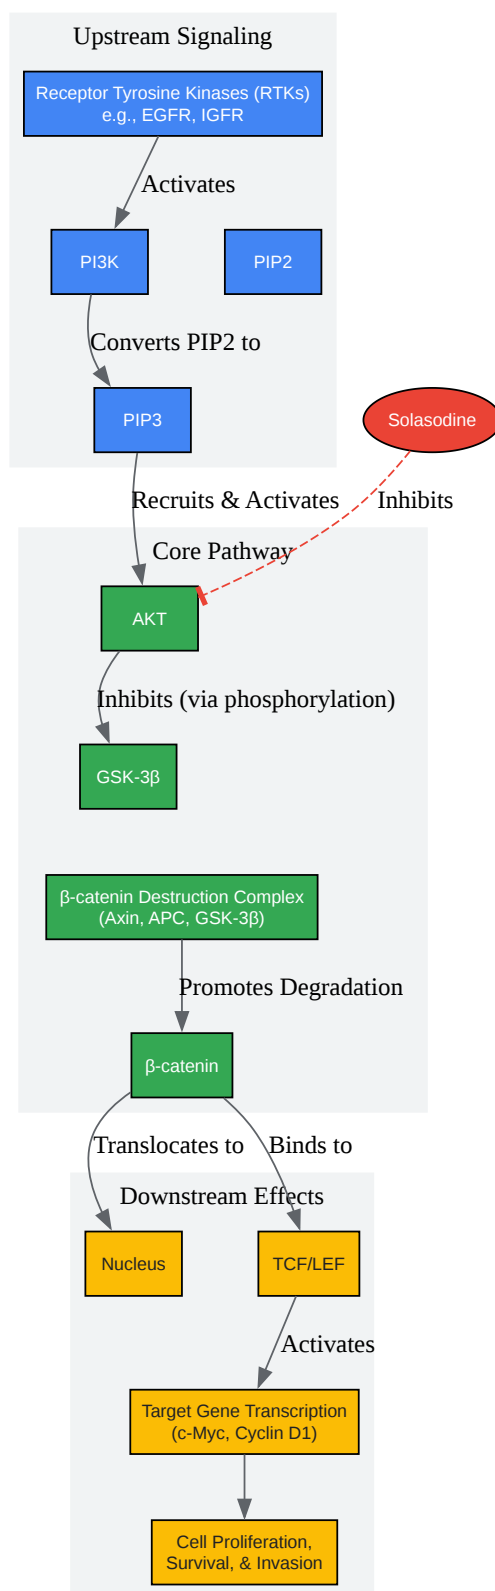 Upstream Signaling
Receptor Tyrosine Kinases (RTKs)
e.g., EGFR, IGFR
Activates
PI3K
PIP2
Converts PIP2 to
PIP3
Solasodine
Recruits & Activates
Inhibits
Core Pathway
AKT
Inhibits (via phosphorylation)
GSK-3β
β-catenin Destruction Complex
(Axin, APC, GSK-3β)
Promotes Degradation
β-catenin
Translocates to
Binds to
Downstream Effects
Nucleus
TCF/LEF
Activates
Target Gene Transcription
(c-Myc, Cyclin D1)
Cell Proliferation,
Survival, & Invasion